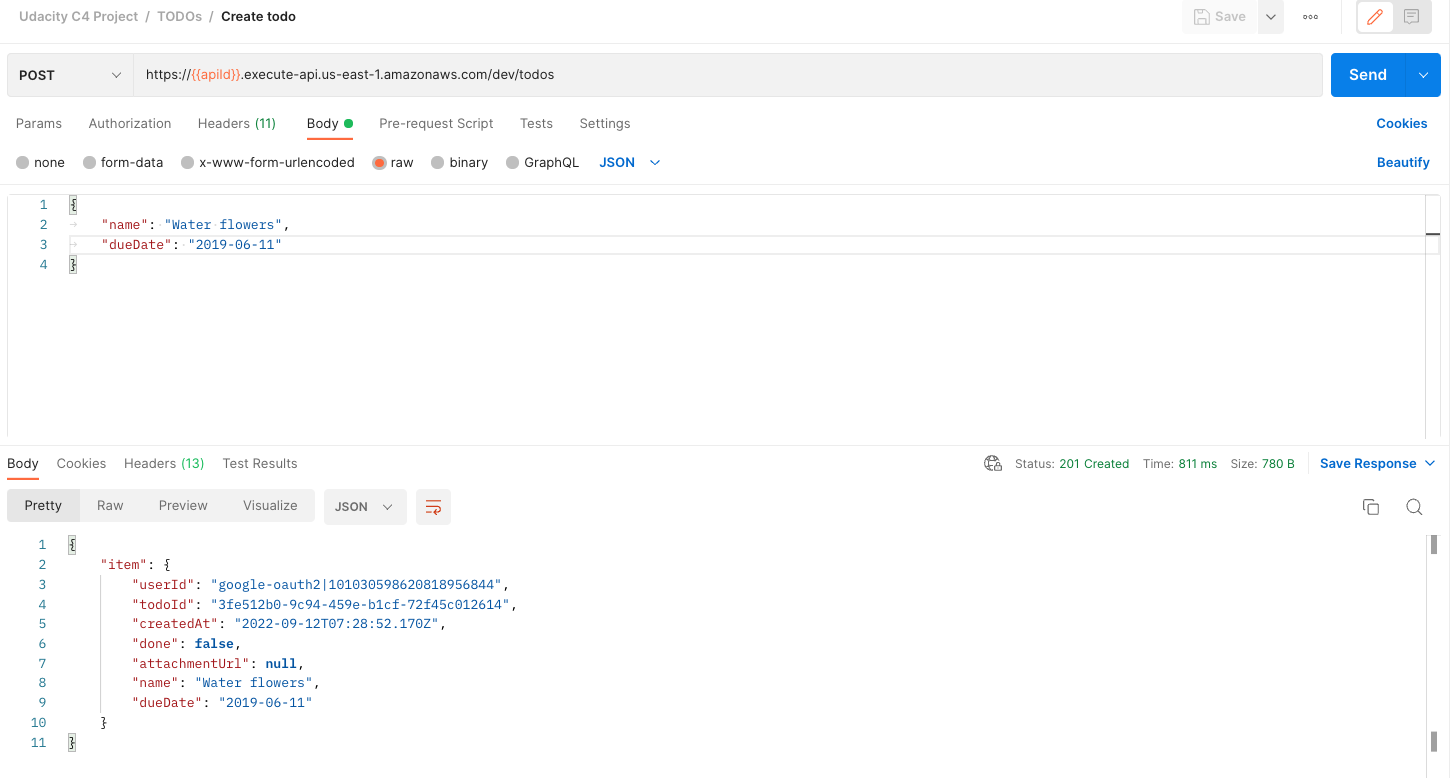 Udacity C4 Project / TODOs / Create todo Save
POST https://{{apiId}}.execute-api.us-east-1.amazonaws.com/dev/todos Send
Params Authorization Headers (11) Body Pre-request Script Tests Settings Cookies
none form-data x-www-form-urlencoded raw binary GraphQL JSON Beautify
1 {
2 "name": "Water flowers",
3 "dueDate": "2019-06-11"
4 }
Body Cookies Headers (13) Test Results Status: 201 Created Time: 811 ms Size: 780 B Save Response
Pretty Raw Preview Visualize JSON
1 {
2 "item": {
3 "userId": "google-oauth2|101030598620818956844",
4 "todoId": "3fe512b0-9c94-459e-b1cf-72f45c012614",
5 "createdAt": "2022-09-12T07:28:52.170Z",
6 "done": false,
7 "attachmentUrl": null,
8 "name": "Water flowers",
9 "dueDate": "2019-06-11"
10 }
11 }